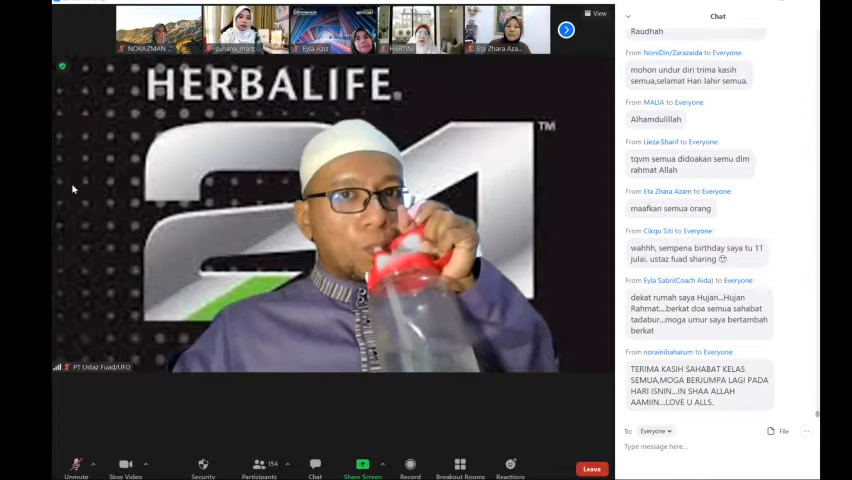 View
NORAZMAN
Eyla Aziz
HARTINI
Eta Zhara Aza...
HERBALIFE
24
TM
PT Ustaz Fuad/UFO
Unmute
Stop Video
Security
154
Participants
Chat
Share Screen
Record
Breakout Rooms
Reactions
Leave
Chat
Raudhah
From NoniDin/Zarazaida to Everyone:
mohon undur diri trima kasih
semua,selamat Hari lahir semua.
From MALIA to Everyone:
Alhamdulillah
From Lieza Sharif to Everyone:
tqvm semua didoakan semu dlm
rahmat Allah
From Eta Zhara Azam to Everyone:
maafkan semua orang
From Cikgu Siti to Everyone:
wahhh, sempena birthday saya tu 11
julai, ustaz fuad sharing
From Eyla Sabri(Coach Aida) to Everyone:
dekat rumah saya Hujan...Hujan
Rahmat....berkat doa semua sahabat
tadabur...moga umur saya bertambah
berkat
From norainibaharum to Everyone:
TERIMA KASIH SAHABAT KELAS
SEMUA,MOGA BERJUMPA LAGI PADA
HARI ISNIN...IN SHAA ALLAH
AAMIIN...LOVE U ALLS.
To: Everyone
File
Type message here...